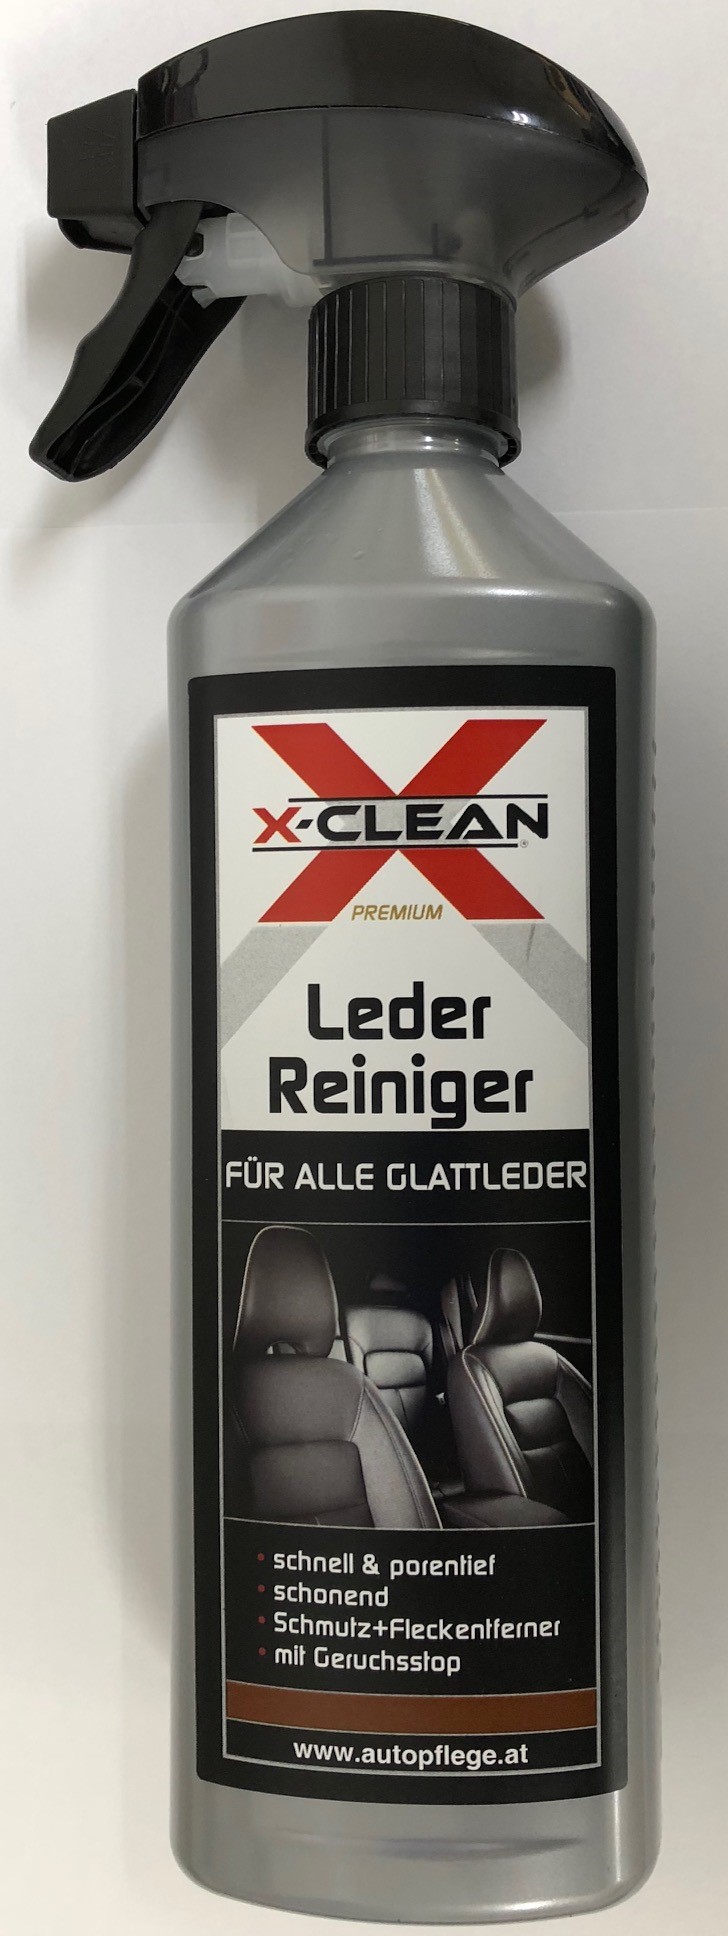 X-CLEAN
®
PREMIUM
Leder
Reiniger
FÜR ALLE GLATTLEDER
• schnell & porentief
• schonend
• Schmutz+Fleckentferner
• mit Geruchsstop
www.autopflege.at